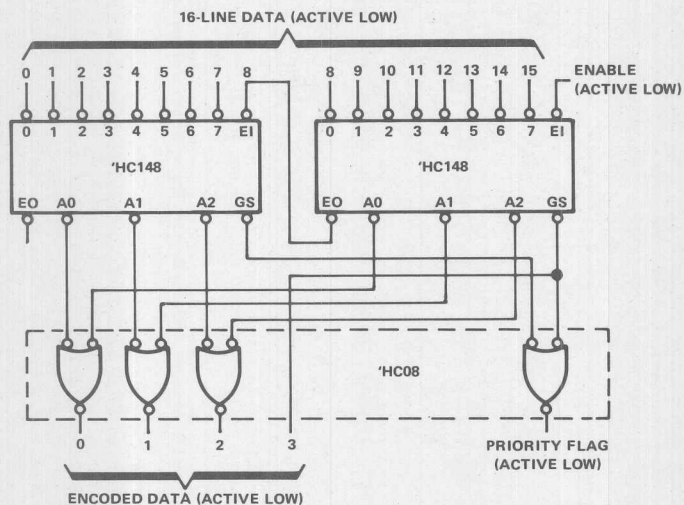 16-LINE DATA (ACTIVE LOW)
0 1 2 3 4 5 6 7 8 8 9 10 11 12 13 14 15
ENABLE
(ACTIVE LOW)
0 1 2 3 4 5 6 7 EI 0 1 2 3 4 5 6 7 EI
'HC148 'HC148
EO A0 A1 A2 GS EO A0 A1 A2 GS
'HC08
0 1 2 3
PRIORITY FLAG
(ACTIVE LOW)
ENCODED DATA (ACTIVE LOW)